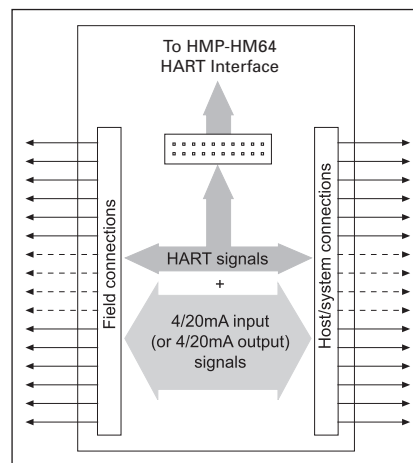 To HMP-HM64
HART Interface
Field connections
Host/system connections
HART signals
+
4/20mA input
(or 4/20mA output)
signals